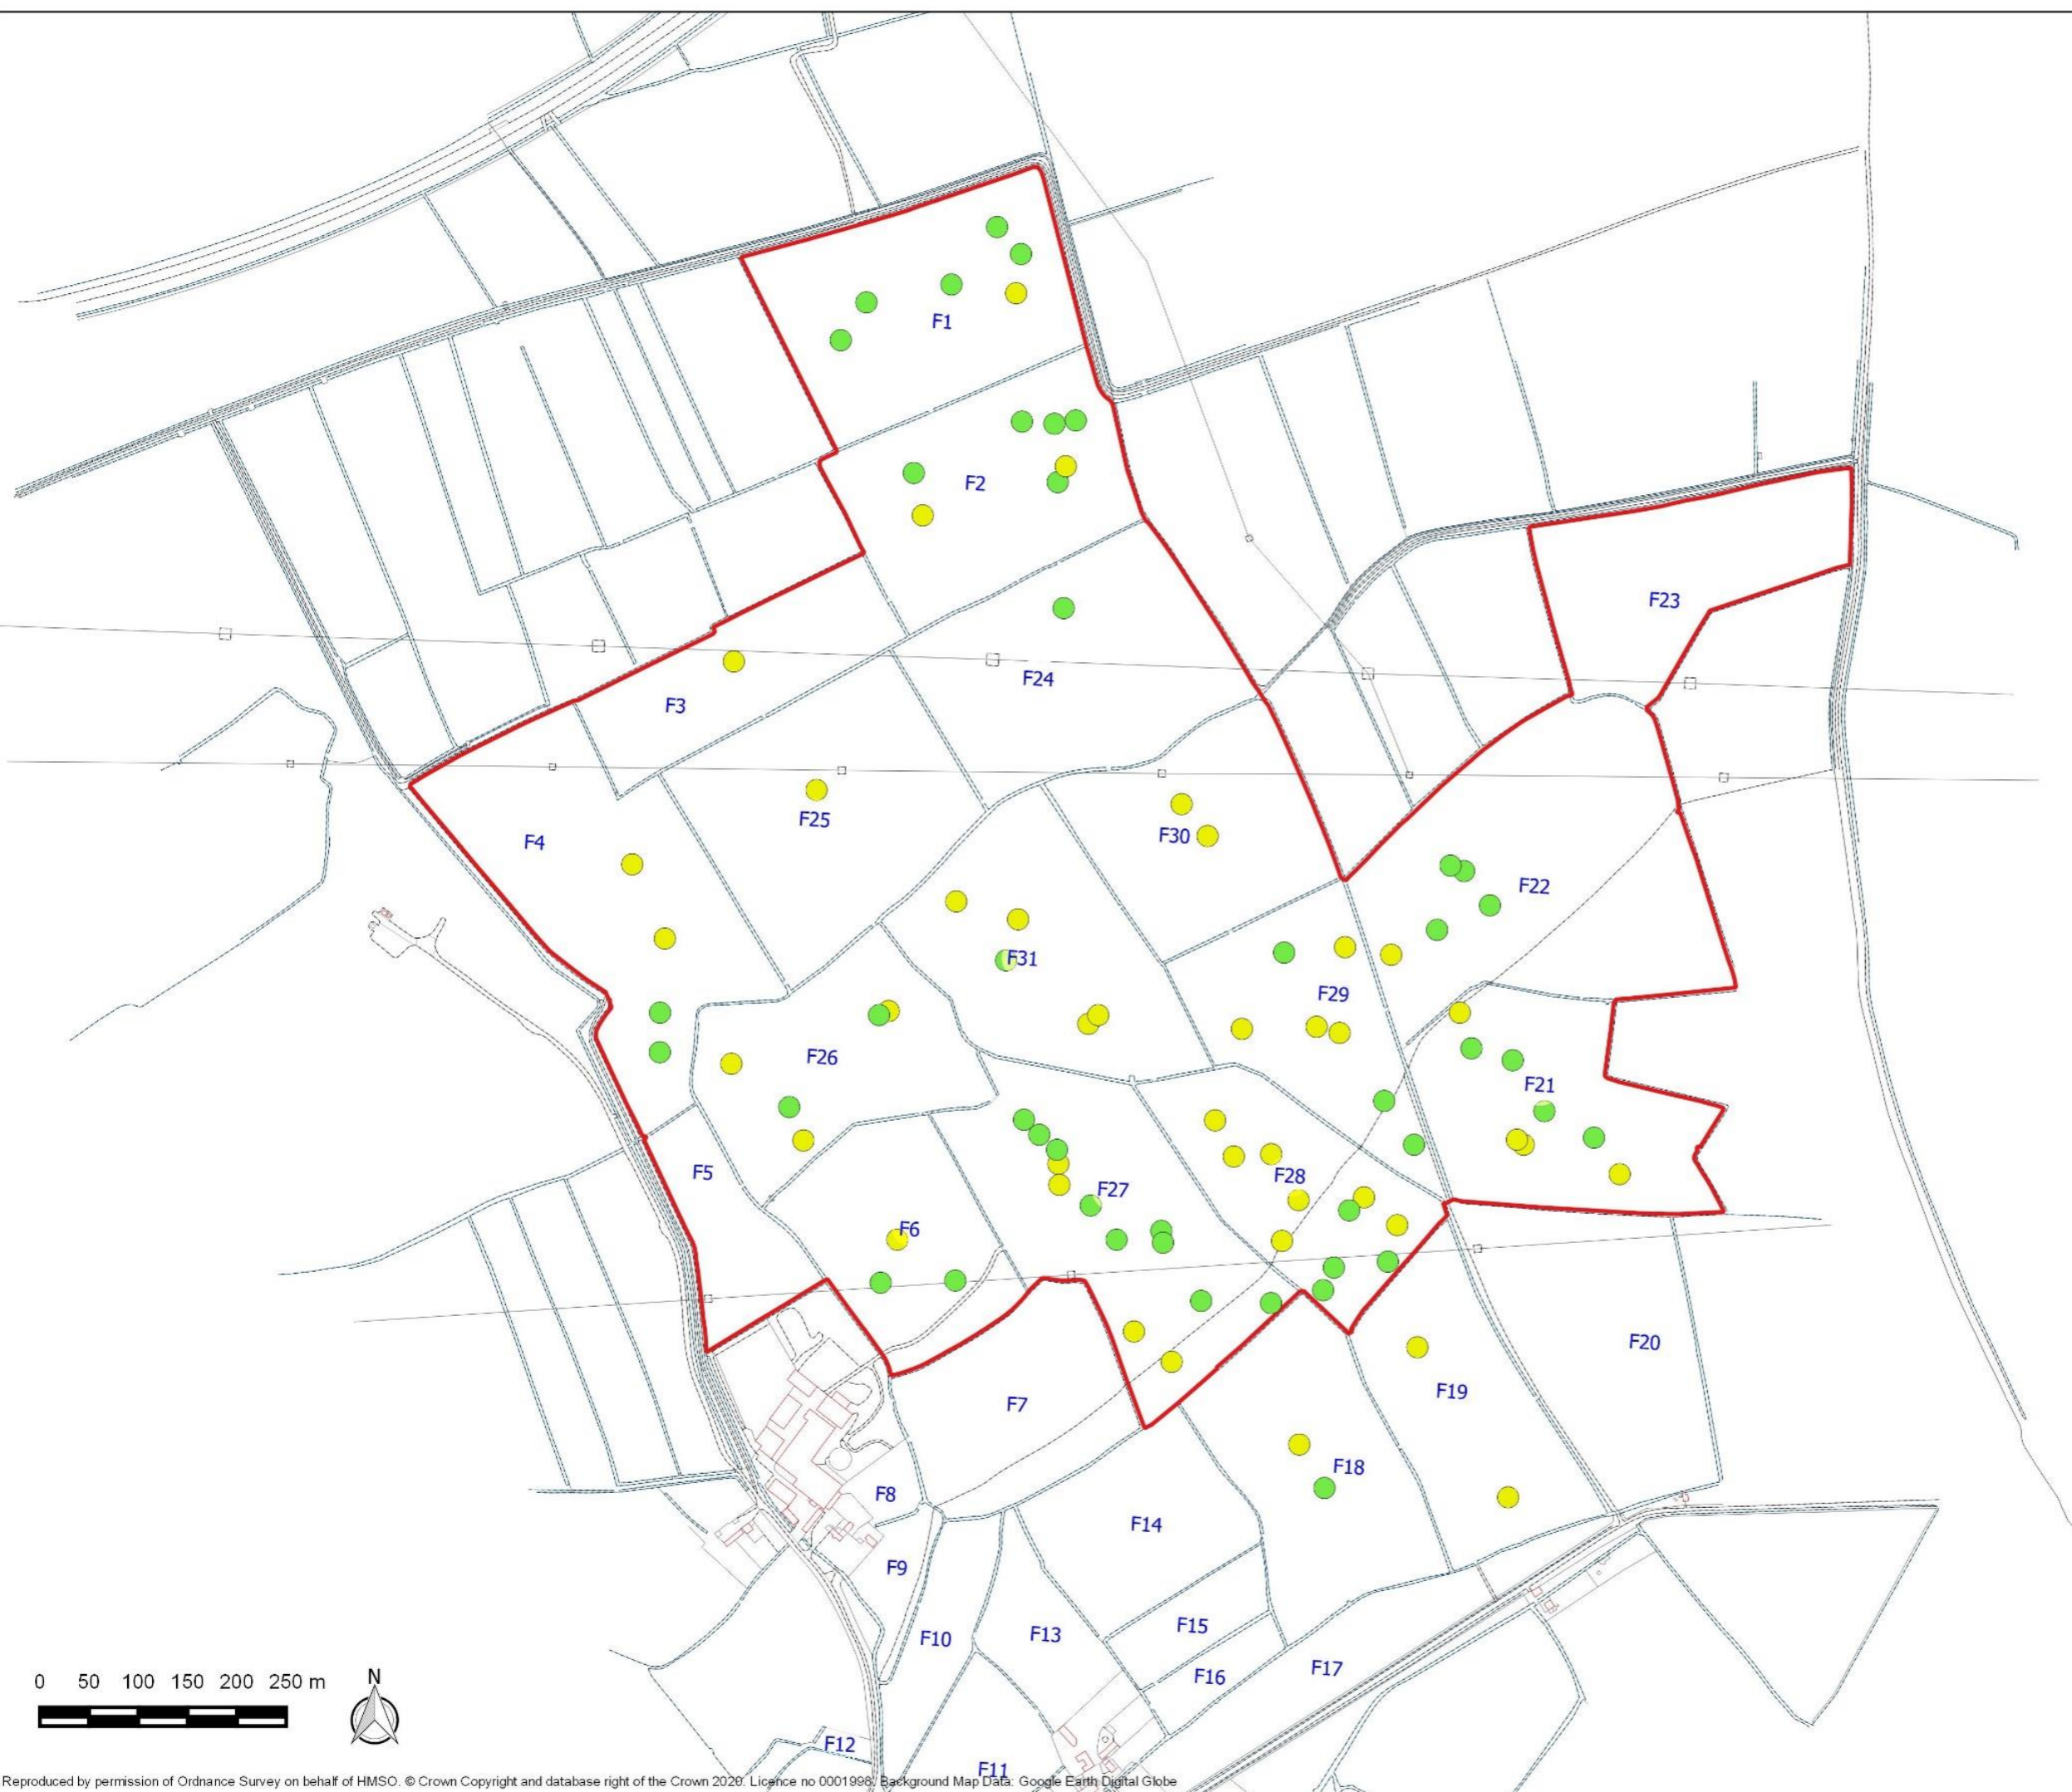 F1
F2
F23
F24
F3
F25
F30
F4
F22
F31
F29
F26
F21
F5
F28
F27
F6
F20
F19
F7
F18
F8
F14
F9
F15
F13
F10
F17
F16
0 50 100 150 200 250 m
N
F12
F11
Reproduced by permission of Ordnance Survey on behalf of HMSO. © Crown Copyright and database right of the Crown 2020. Licence no 0001998. Background Map Data: Google Earth Digital Globe